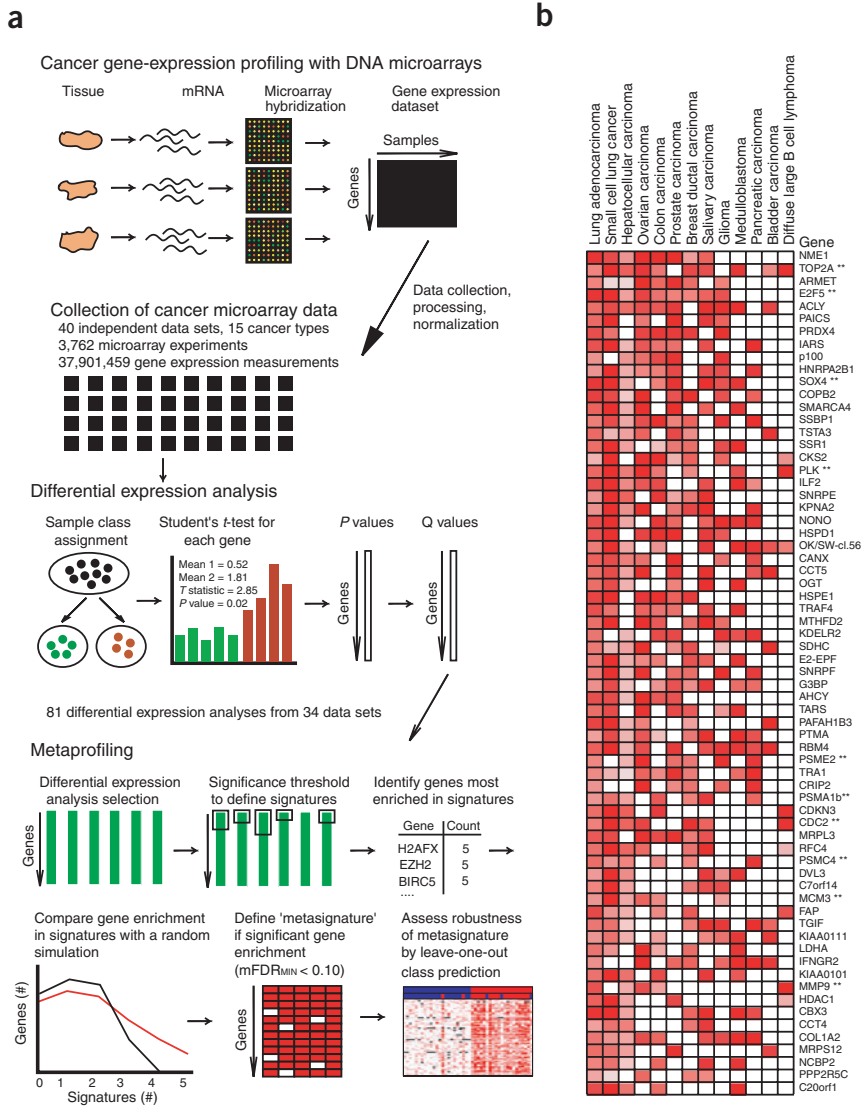 a
Cancer gene-expression profiling with DNA microarrays
Tissue
mRNA
Microarray
hybridization
Gene expression
dataset
Samples
Genes
Data collection,
processing,
normalization
Collection of cancer microarray data
40 independent data sets, 15 cancer types
3,762 microarray experiments
37,901,459 gene expression measurements
Differential expression analysis
Sample class
assignment
Student's t-test for
each gene
P values
Q values
Mean 1 = 0.52
Mean 2 = 1.81
T statistic = 2.85
P value = 0.02
Genes
Genes
81 differential expression analyses from 34 data sets
Metaprofiling
Differential expression
analysis selection
Significance threshold
to define signatures
Identify genes most
enriched in signatures
Genes
Genes
Gene Count
H2AFX 5
EZH2 5
BIRC5 5
....
Compare gene enrichment
in signatures with a random
simulation
Define 'metasignature'
if significant gene
enrichment
(mFDRMIN < 0.10)
Assess robustness
of metasignature
by leave-one-out
class prediction
Genes (#)
0 1 2 3 4 5
Signatures (#)
Genes
b
Lung adenocarcinoma
Small cell lung cancer
Hepatocellular carcinoma
Ovarian carcinoma
Colon carcinoma
Prostate carcinoma
Breast ductal carcinoma
Salivary carcinoma
Glioma
Medulloblastoma
Pancreatic carcinoma
Bladder carcinoma
Diffuse large B cell lymphoma
Gene
NME1
TOP2A **
ARMET
E2F5 **
ACLY
PAICS
PRDX4
IARS
p100
HNRPA2B1
SOX4 **
COPB2
SMARCA4
SSBP1
TSTA3
SSR1
CKS2
PLK **
ILF2
SNRPE
KPNA2
NONO
HSPD1
OK/SW-cl.56
CANX
CCT5
OGT
HSPE1
TRAF4
MTHFD2
KDELR2
SDHC
E2-EPF
SNRPF
G3BP
AHCY
TARS
PAFAH1B3
PTMA
RBM4
PSME2 **
TRA1
CRIP2
PSMA1b**
CDKN3
CDC2 **
MRPL3
RFC4
PSMC4 **
DVL3
C7orf14
MCM3 **
FAP
TGIF
KIAA0111
LDHA
IFNGR2
KIAA0101
MMP9 **
HDAC1
CBX3
CCT4
COL1A2
MRPS12
NCBP2
PPP2R5C
C20orf1